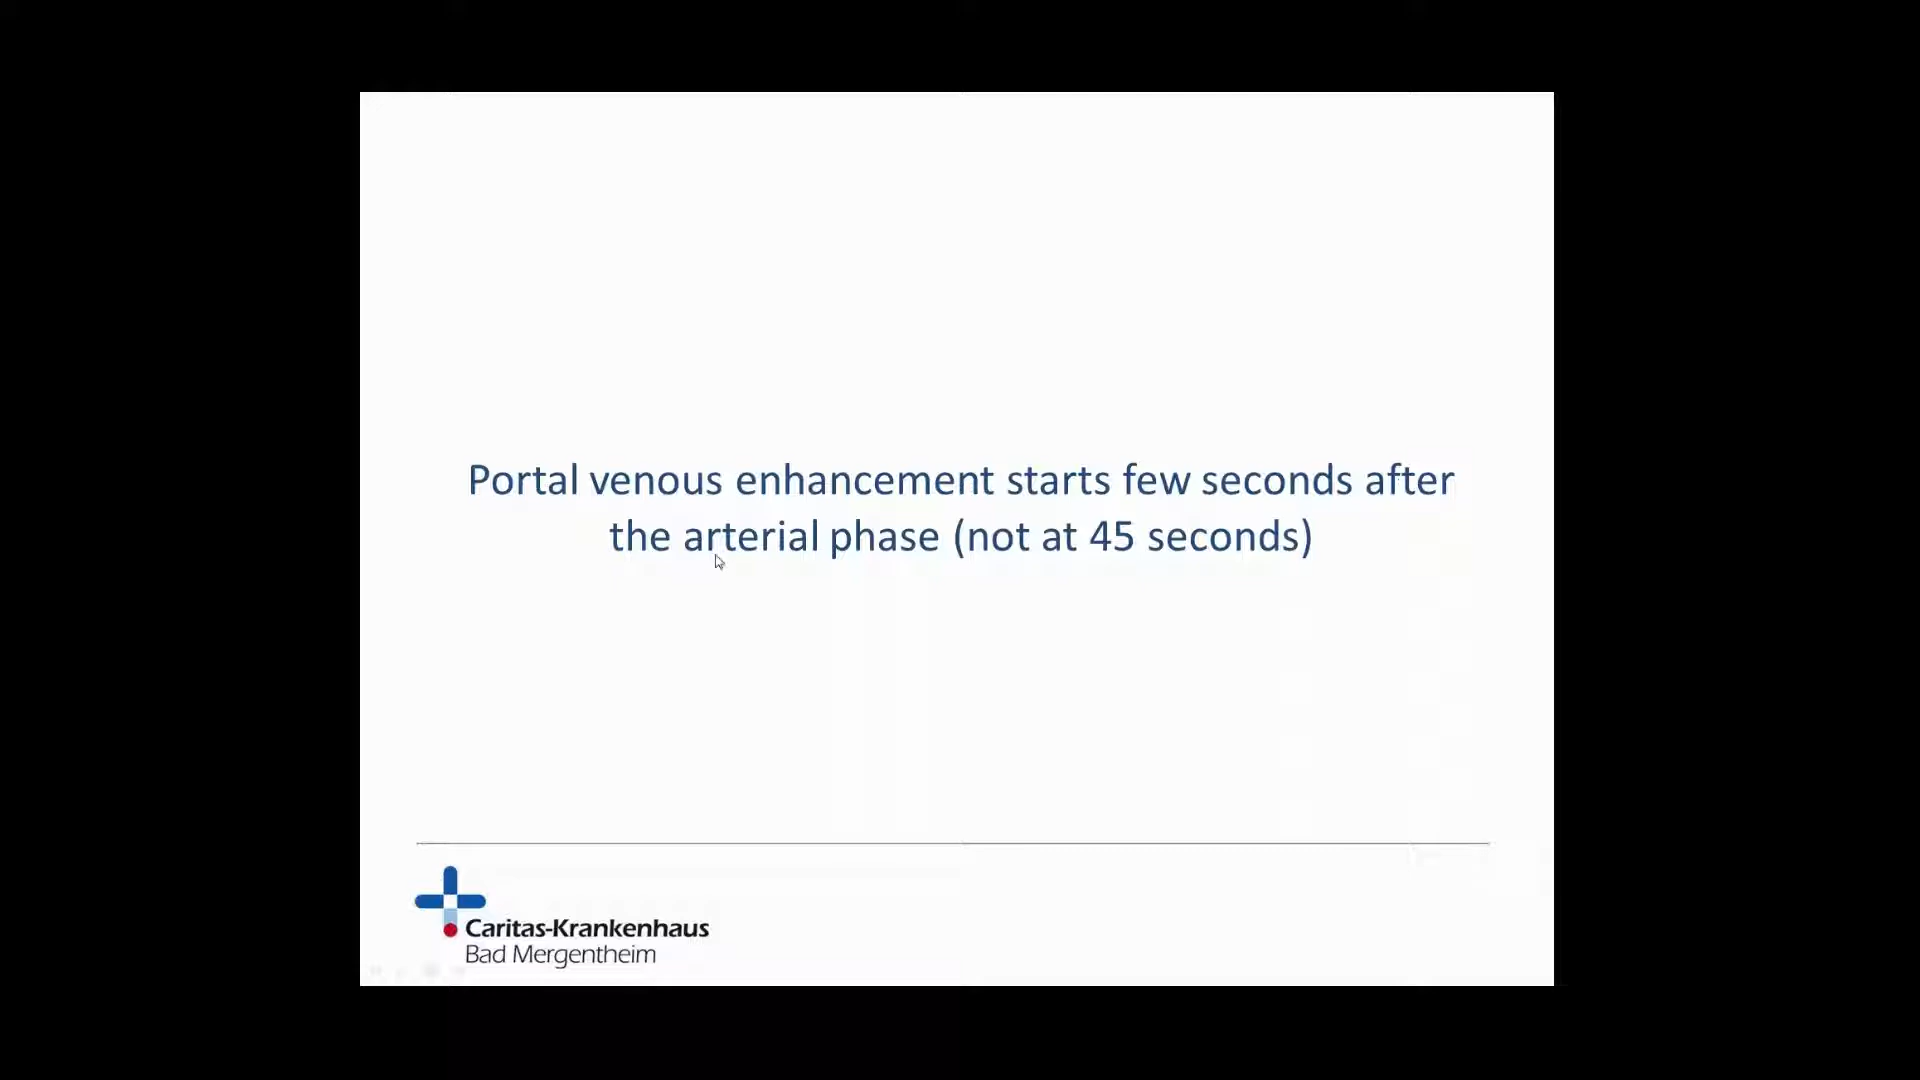 Portal venous enhancement starts few seconds after
the arterial phase (not at 45 seconds)
Caritas-Krankenhaus
Bad Mergentheim